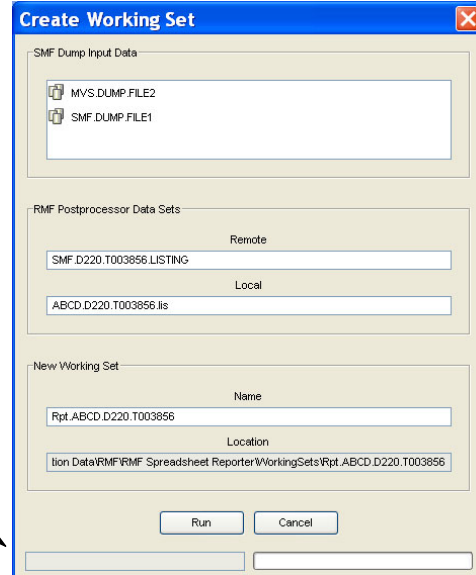 Create Working Set
SMF Dump Input Data
MVS.DUMP.FILE2
SMF.DUMP.FILE1
RMF Postprocessor Data Sets
Remote
SMF.D220.T003856.LISTING
Local
ABCD.D220.T003856.lis
New Working Set
Name
Rpt.ABCD.D220.T003856
Location
tion Data\RMF\RMF Spreadsheet Reporter\WorkingSets\Rpt.ABCD.D220.T003856
Run Cancel